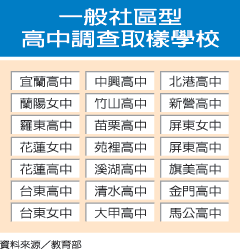 一般社區型
高中調查取樣學校
宜蘭高中 中興高中 北港高中
蘭陽女中 竹山高中 新營高中
羅東高中 苗栗高中 屏東女中
花蓮女中 苑裡高中 屏東高中
花蓮高中 溪湖高中 旗美高中
台東高中 清水高中 金門高中
台東女中 大甲高中 馬公高中
資料來源／教育部